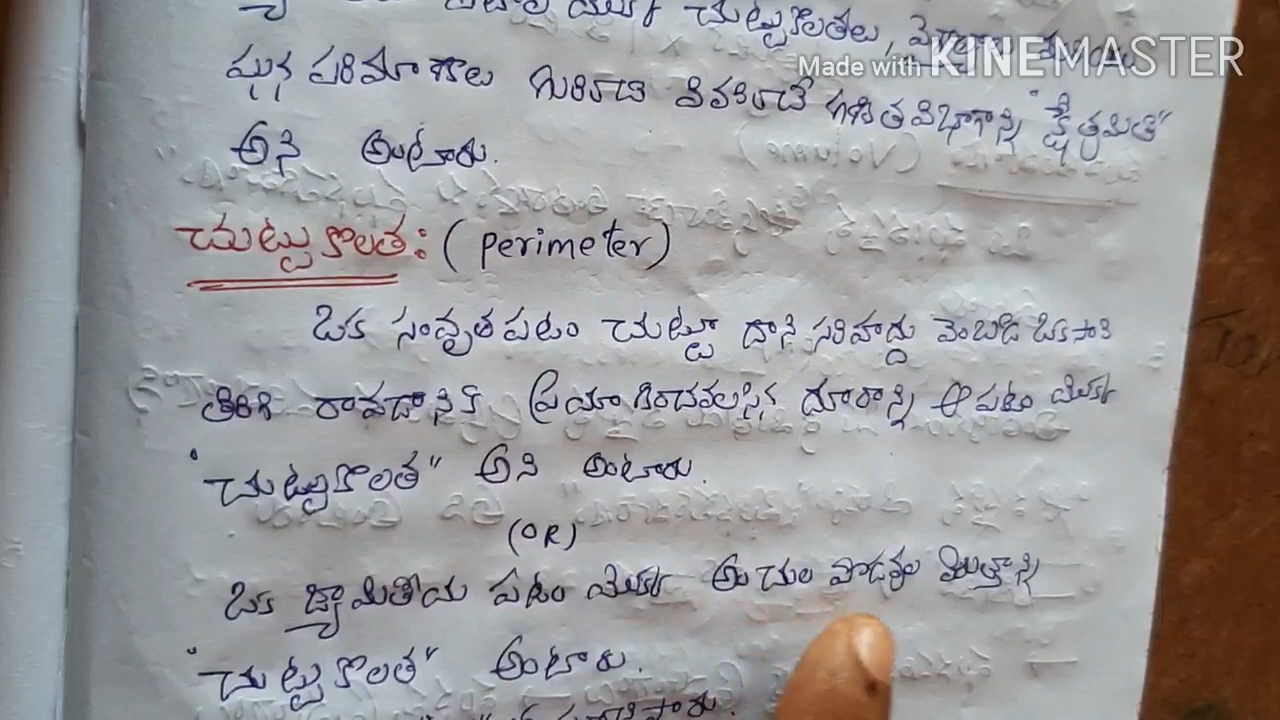 చుట్టుకొలతలు,
Made with KINEMASTER
ఘన పరిమాణాల గురించి వివరించే గణిత విభాగాన్ని "క్షేత్రమితి"
అని అంటారు.
చుట్టుకొలత: (perimeter)
ఒక సంవృత పటం చుట్టూ దాని సరిహద్దు వెంబడి ఒకసారి
తిరిగి రావడానికి ప్రయాణించవలసిన దూరాన్ని ఆ పటం యొక్క
"చుట్టుకొలత" అని అంటారు.
(OR)
ఒక జ్యామితీయ పటం యొక్క అంచుల పొడవుల మొత్తాన్ని
"చుట్టుకొలత" అంటారు.